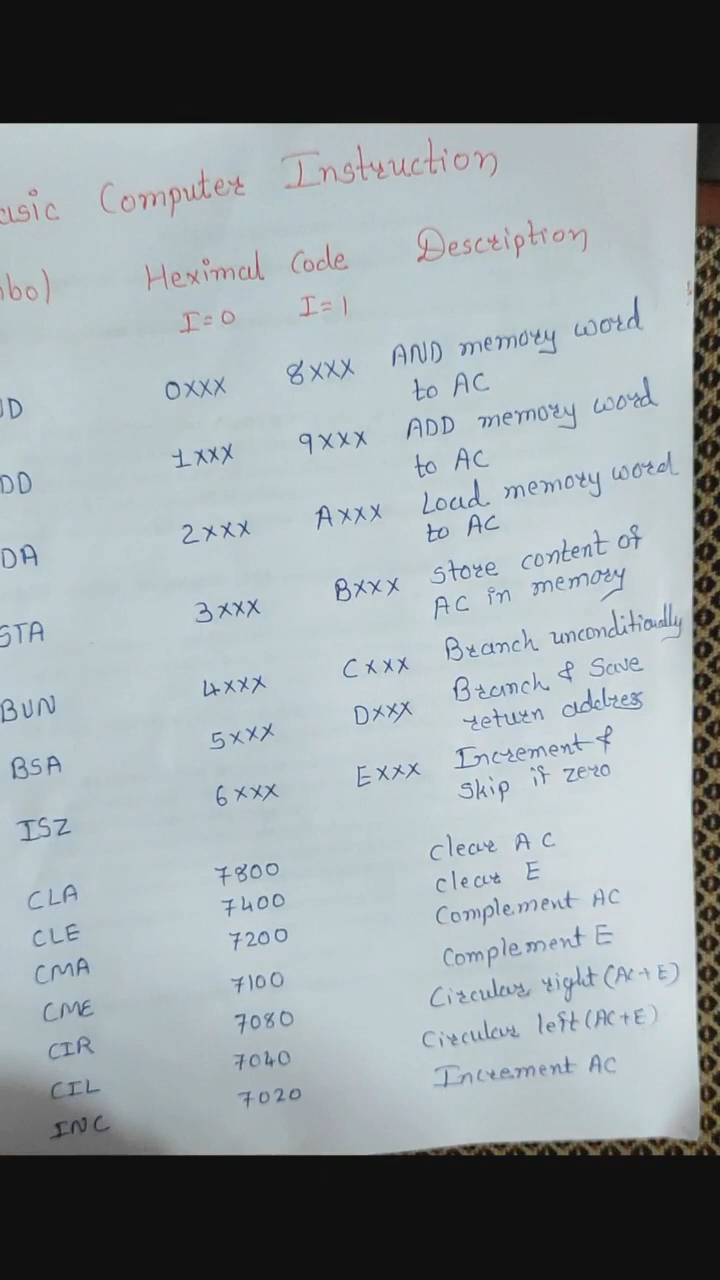 asic Computer Instruction
bol Heximal Code Description
I=0 I=1
D 0XXX 8XXX AND memory word
to AC
DD 1XXX 9XXX ADD memory word
to AC
DA 2XXX AXXX Load memory word
to AC
STA 3XXX BXXX Store content of
AC in memory
BUN 4XXX CXXX Branch unconditionally
BSA 5XXX DXXX Branch & Save
return address
ISZ 6XXX EXXX Increment &
Skip if zero
CLA 7800 Clear AC
CLE 7400 Clear E
CMA 7200 Complement AC
CME 7100 Complement E
CIR 7080 Circular right (AC+E)
CIL 7040 Circular left (AC+E)
INC 7020 Increment AC